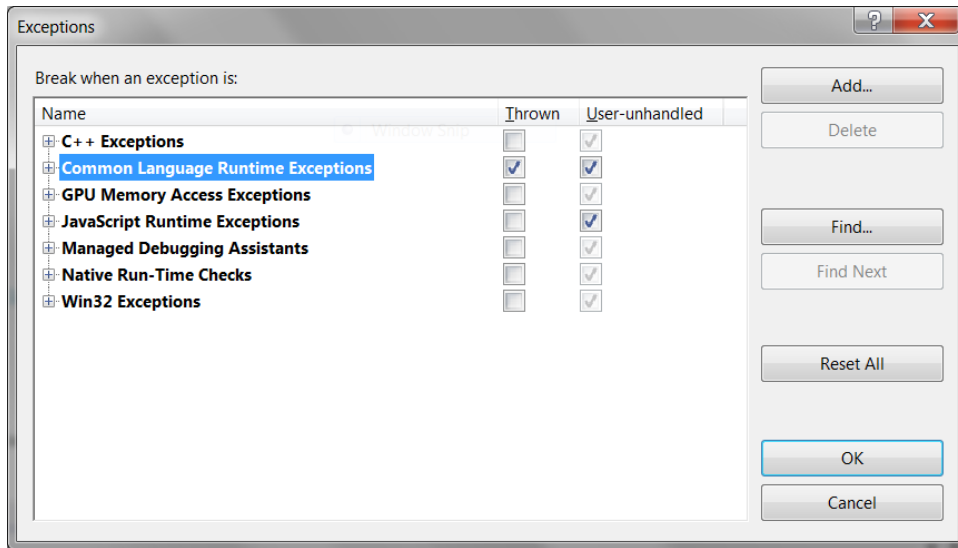 Exceptions
Break when an exception is:
Name Thrown User-unhandled
C++ Exceptions
Common Language Runtime Exceptions
GPU Memory Access Exceptions
JavaScript Runtime Exceptions
Managed Debugging Assistants
Native Run-Time Checks
Win32 Exceptions
Window Snip
Add...
Delete
Find...
Find Next
Reset All
OK
Cancel